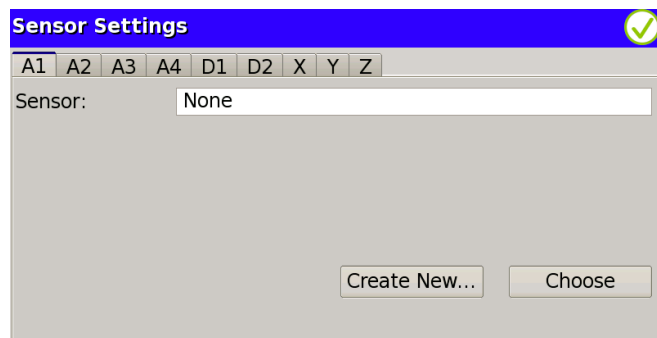 Sensor Settings
A1 A2 A3 A4 D1 D2 X Y Z
Sensor: None
Create New... Choose